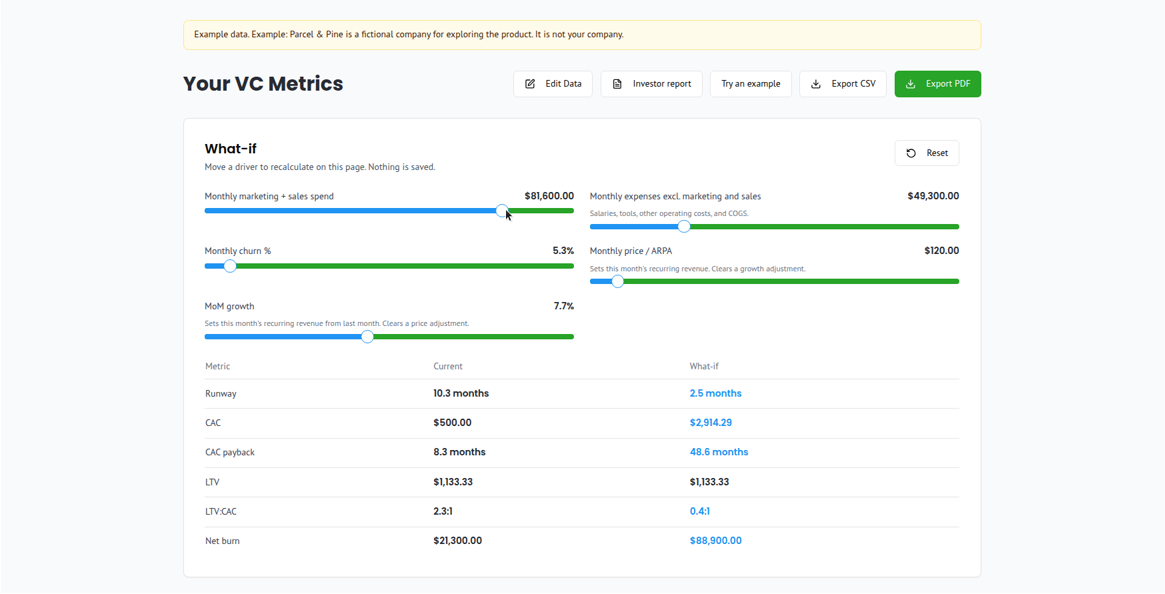 Example data. Example: Parcel & Pine is a fictional company for exploring the product. It is not your company.
Your VC Metrics
Edit Data
Investor report
Try an example
Export CSV
Export PDF
What-if
Reset
Move a driver to recalculate on this page. Nothing is saved.
Monthly marketing + sales spend $81,600.00
Monthly expenses excl. marketing and sales $49,300.00
Salaries, tools, other operating costs, and COGS.
Monthly churn % 5.3%
Monthly price / ARPA $120.00
Sets this month's recurring revenue. Clears a growth adjustment.
MoM growth 7.7%
Sets this month's recurring revenue from last month. Clears a price adjustment.
Metric Current What-if
Runway 10.3 months 2.5 months
CAC $500.00 $2,914.29
CAC payback 8.3 months 48.6 months
LTV $1,133.33 $1,133.33
LTV:CAC 2.3:1 0.4:1
Net burn $21,300.00 $88,900.00